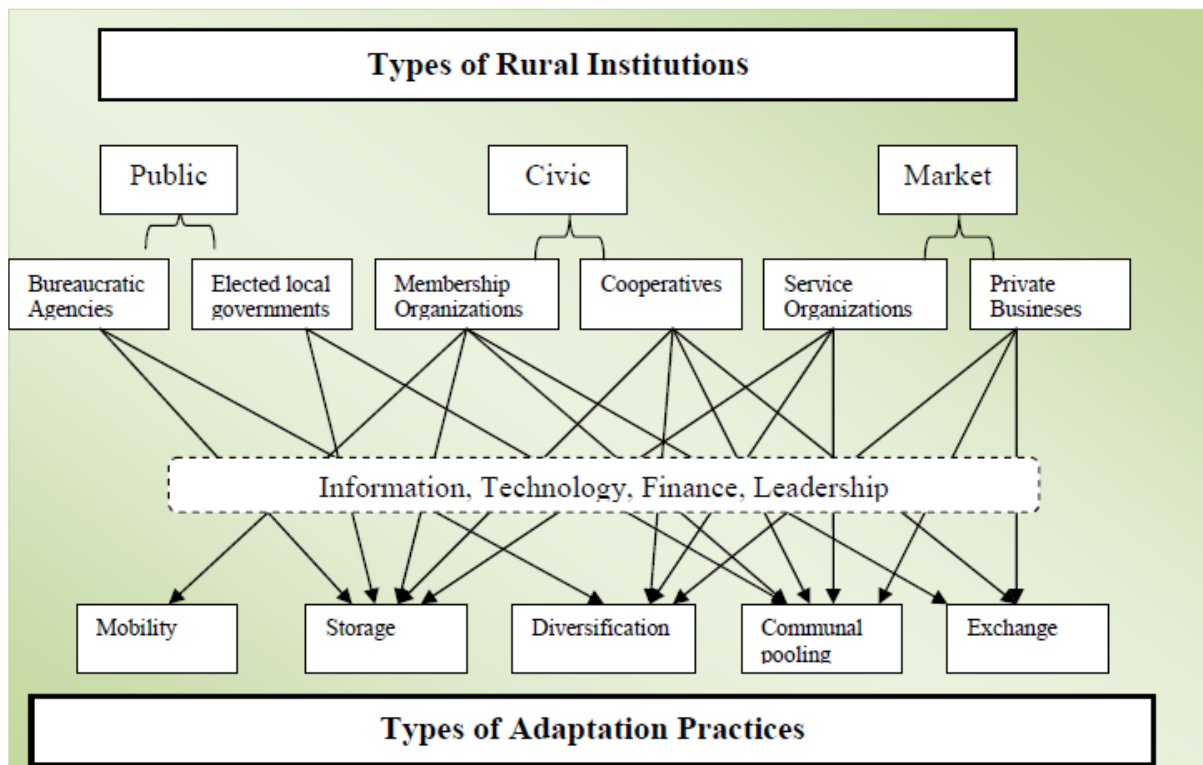 Types of Rural Institutions
Public
Civic
Market
Bureaucratic
Agencies
Elected local
governments
Membership
Organizations
Cooperatives
Service
Organizations
Private
Busineses
Information, Technology, Finance, Leadership
Mobility
Storage
Diversification
Communal
pooling
Exchange
Types of Adaptation Practices